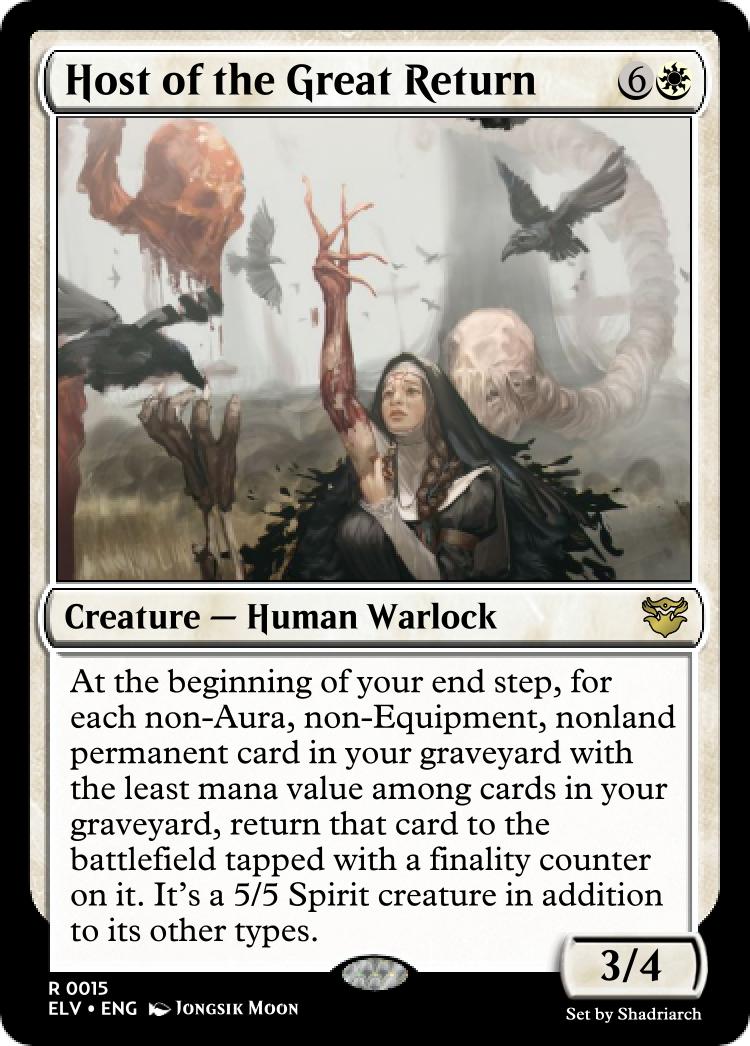 Host of the Great Return
6
Creature — Human Warlock
At the beginning of your end step, for
each non-Aura, non-Equipment, nonland
permanent card in your graveyard with
the least mana value among cards in your
graveyard, return that card to the
battlefield tapped with a finality counter
on it. It's a 5/5 Spirit creature in addition
to its other types.
3/4
R 0015
ELV • ENG Jongsik Moon
Set by Shadriarch